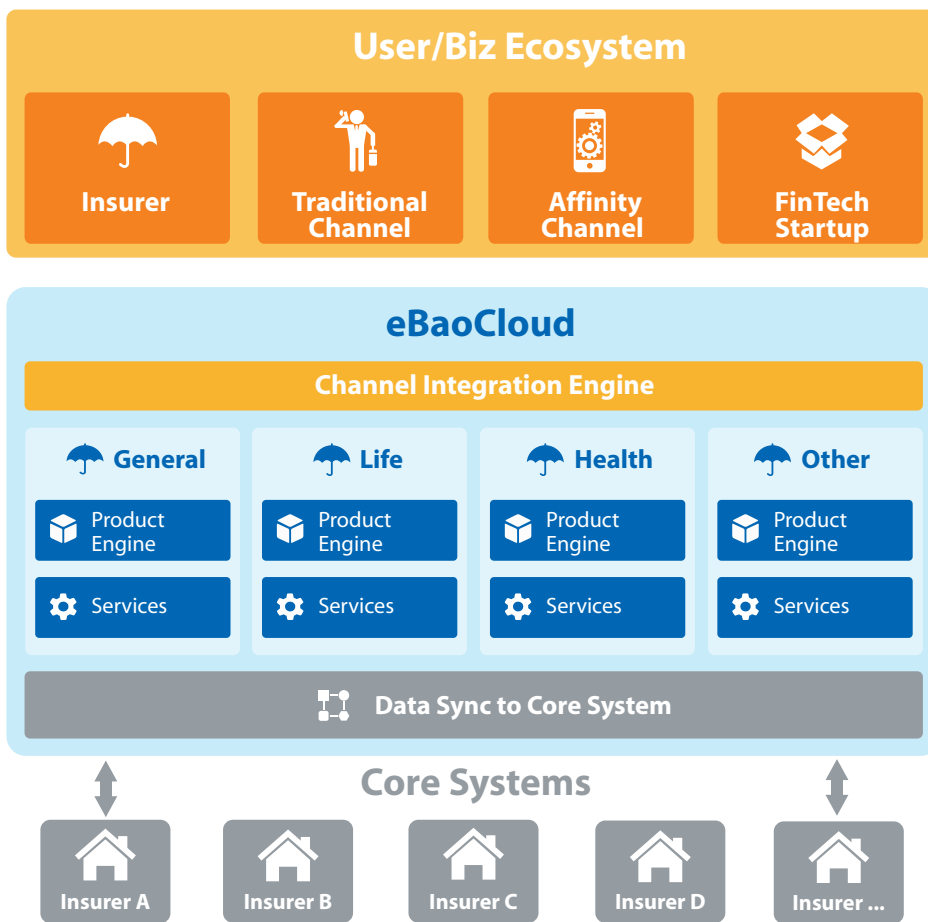 User/Biz Ecosystem
Insurer
Traditional
Channel
Affinity
Channel
FinTech
Startup
eBaoCloud
Channel Integration Engine
General
Product
Engine
Services
Life
Product
Engine
Services
Health
Product
Engine
Services
Other
Product
Engine
Services
Data Sync to Core System
Core Systems
Insurer A
Insurer B
Insurer C
Insurer D
Insurer ...